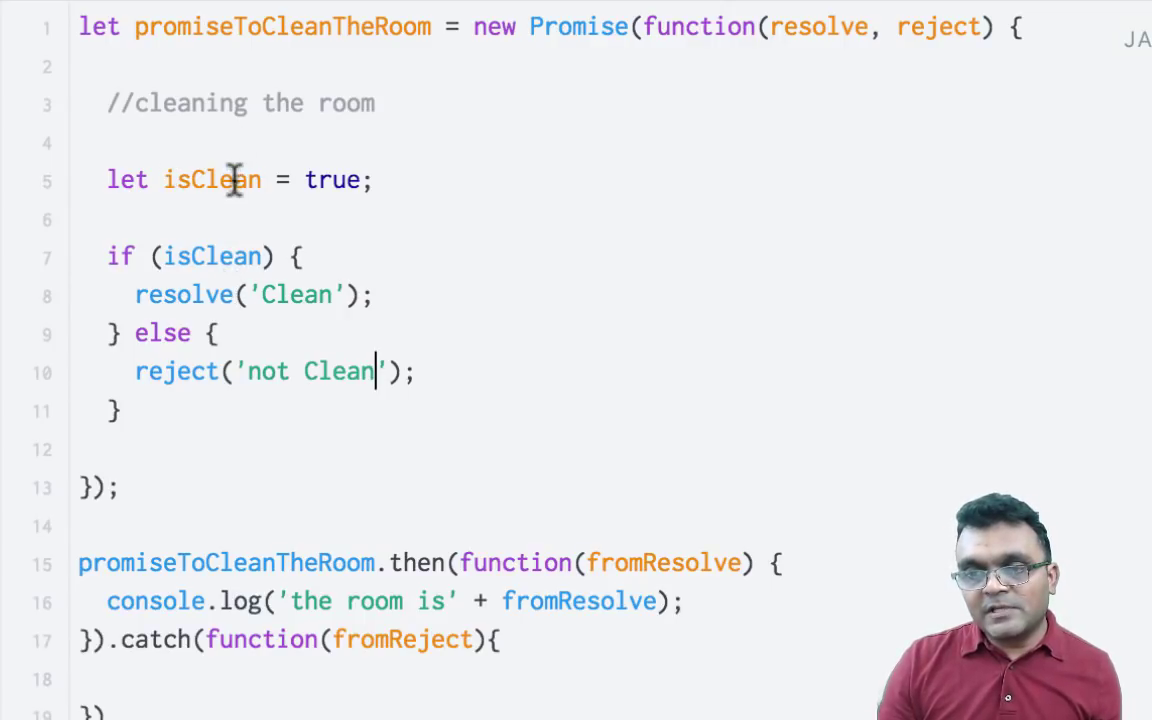 1 let promiseToCleanTheRoom = new Promise(function(resolve, reject) {
JA
2
3 //cleaning the room
4
5 let isClean = true;
6
7 if (isClean) {
8 resolve('Clean');
9 } else {
10 reject('not Clean');
11 }
12
13 });
14
15 promiseToCleanTheRoom.then(function(fromResolve) {
16 console.log('the room is' + fromResolve);
17 }).catch(function(fromReject){
18
19 })